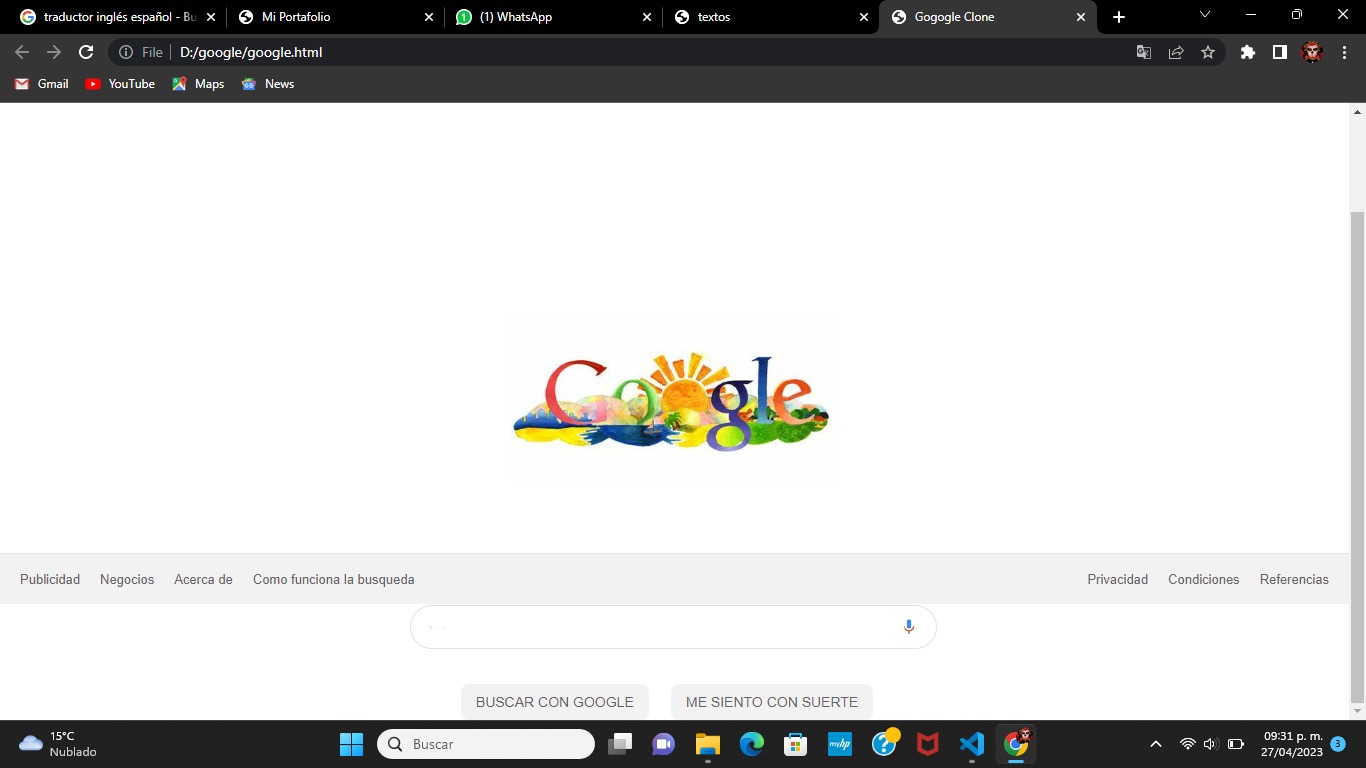 traductor inglés español - Bu
Mi Portafolio
(1) WhatsApp
textos
Gogogle Clone
File
D:/google/google.html
Gmail
YouTube
Maps
News
Google
Publicidad
Negocios
Acerca de
Como funciona la busqueda
Privacidad
Condiciones
Referencias
BUSCAR CON GOOGLE
ME SIENTO CON SUERTE
15°C
Nublado
Buscar
myhp
09:31 p. m.
27/04/2023
3